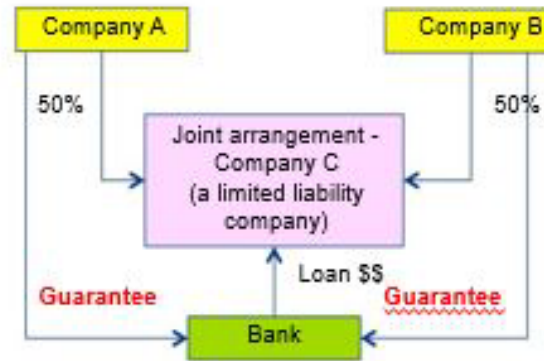 Company A
Company B
50%
50%
Joint arrangement -
Company C
(a limited liability
company)
Loan $$
Guarantee
Guarantee
Bank